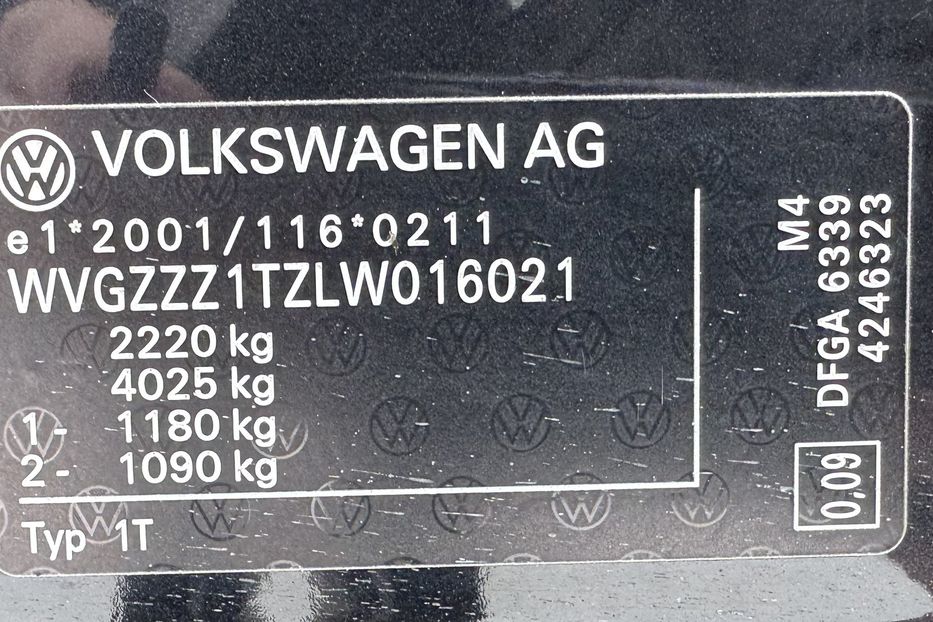 VOLKSWAGEN AG
e1*2001/116*0211
WVGZZZ1TZLW016021
2220 kg
4025 kg
1- 1180 kg
2- 1090 kg
Typ 1T
M4
DFGA 6339
4246323
0,09